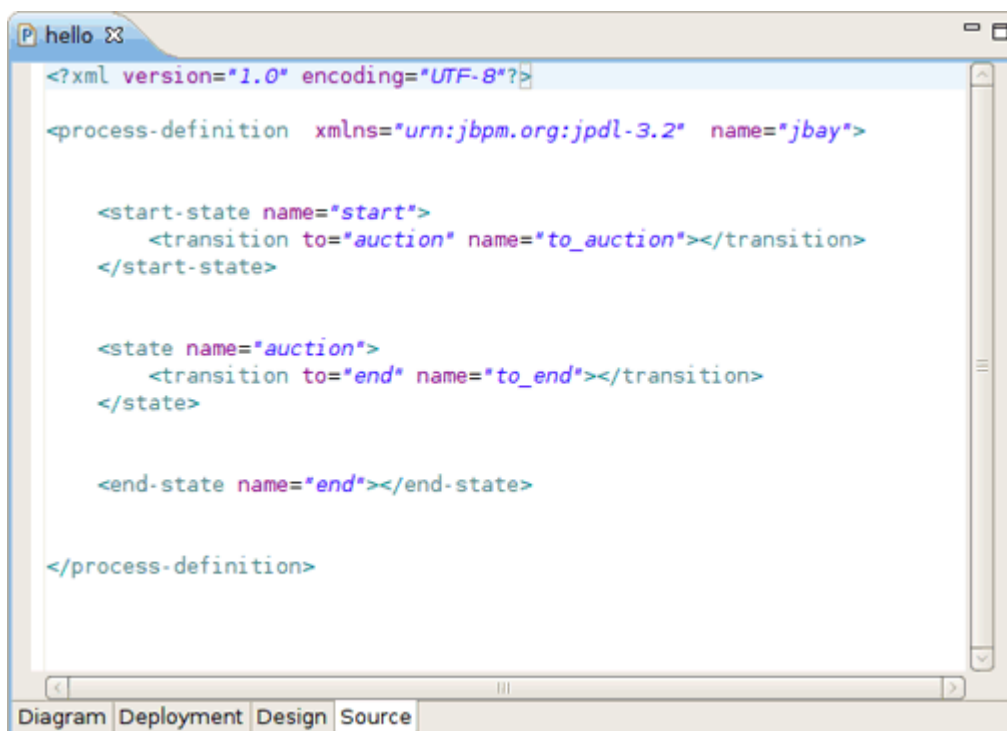 hello
<?xml version="1.0" encoding="UTF-8"?>
<process-definition  xmlns="urn:jbpm.org:jpdl-3.2"  name="jbay">
<start-state name="start">
<transition to="auction" name="to_auction"></transition>
</start-state>
<state name="auction">
<transition to="end" name="to_end"></transition>
</state>
<end-state name="end"></end-state>
</process-definition>
Diagram Deployment Design Source